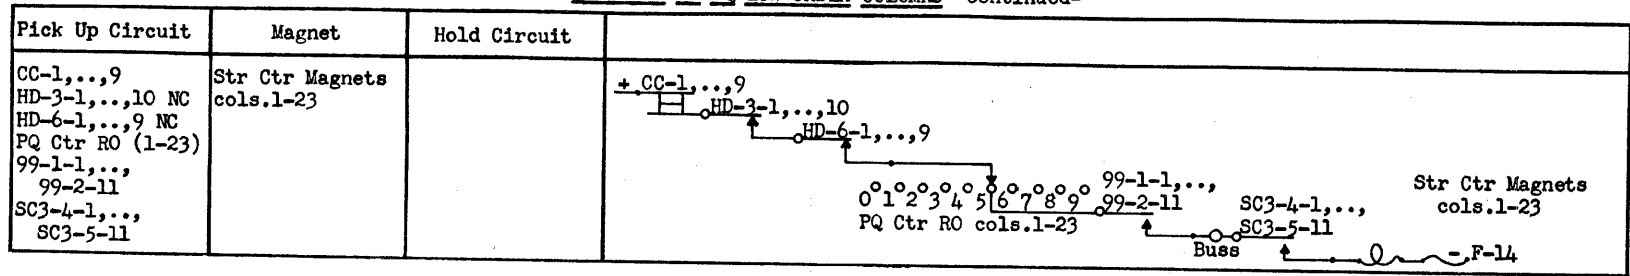 LOW ORDER COLUMNS -Continued-
Pick Up Circuit
Magnet
Hold Circuit
CC-1,..,9
HD-3-1,..,10 NC
HD-6-1,..,9 NC
PQ Ctr RO (1-23)
99-1-1,..,
99-2-11
SC3-4-1,..,
SC3-5-11
Str Ctr Magnets
cols.1-23
+ CC-1,..,9
HD-3-1,..,10
HD-6-1,..,9
0 1 2 3 4 5 6 7 8 9
PQ Ctr RO cols.1-23
99-1-1,..,
99-2-11
SC3-4-1,..,
SC3-5-11
Buss
Str Ctr Magnets
cols.1-23
- F-14